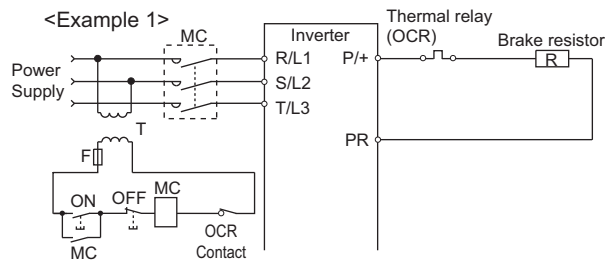 <Example 1>
MC
Inverter
Thermal relay
(OCR)
Brake resistor
Power
Supply
R/L1
P/+
R
S/L2
T/L3
T
PR
F
ON
OFF
MC
MC
OCR
Contact